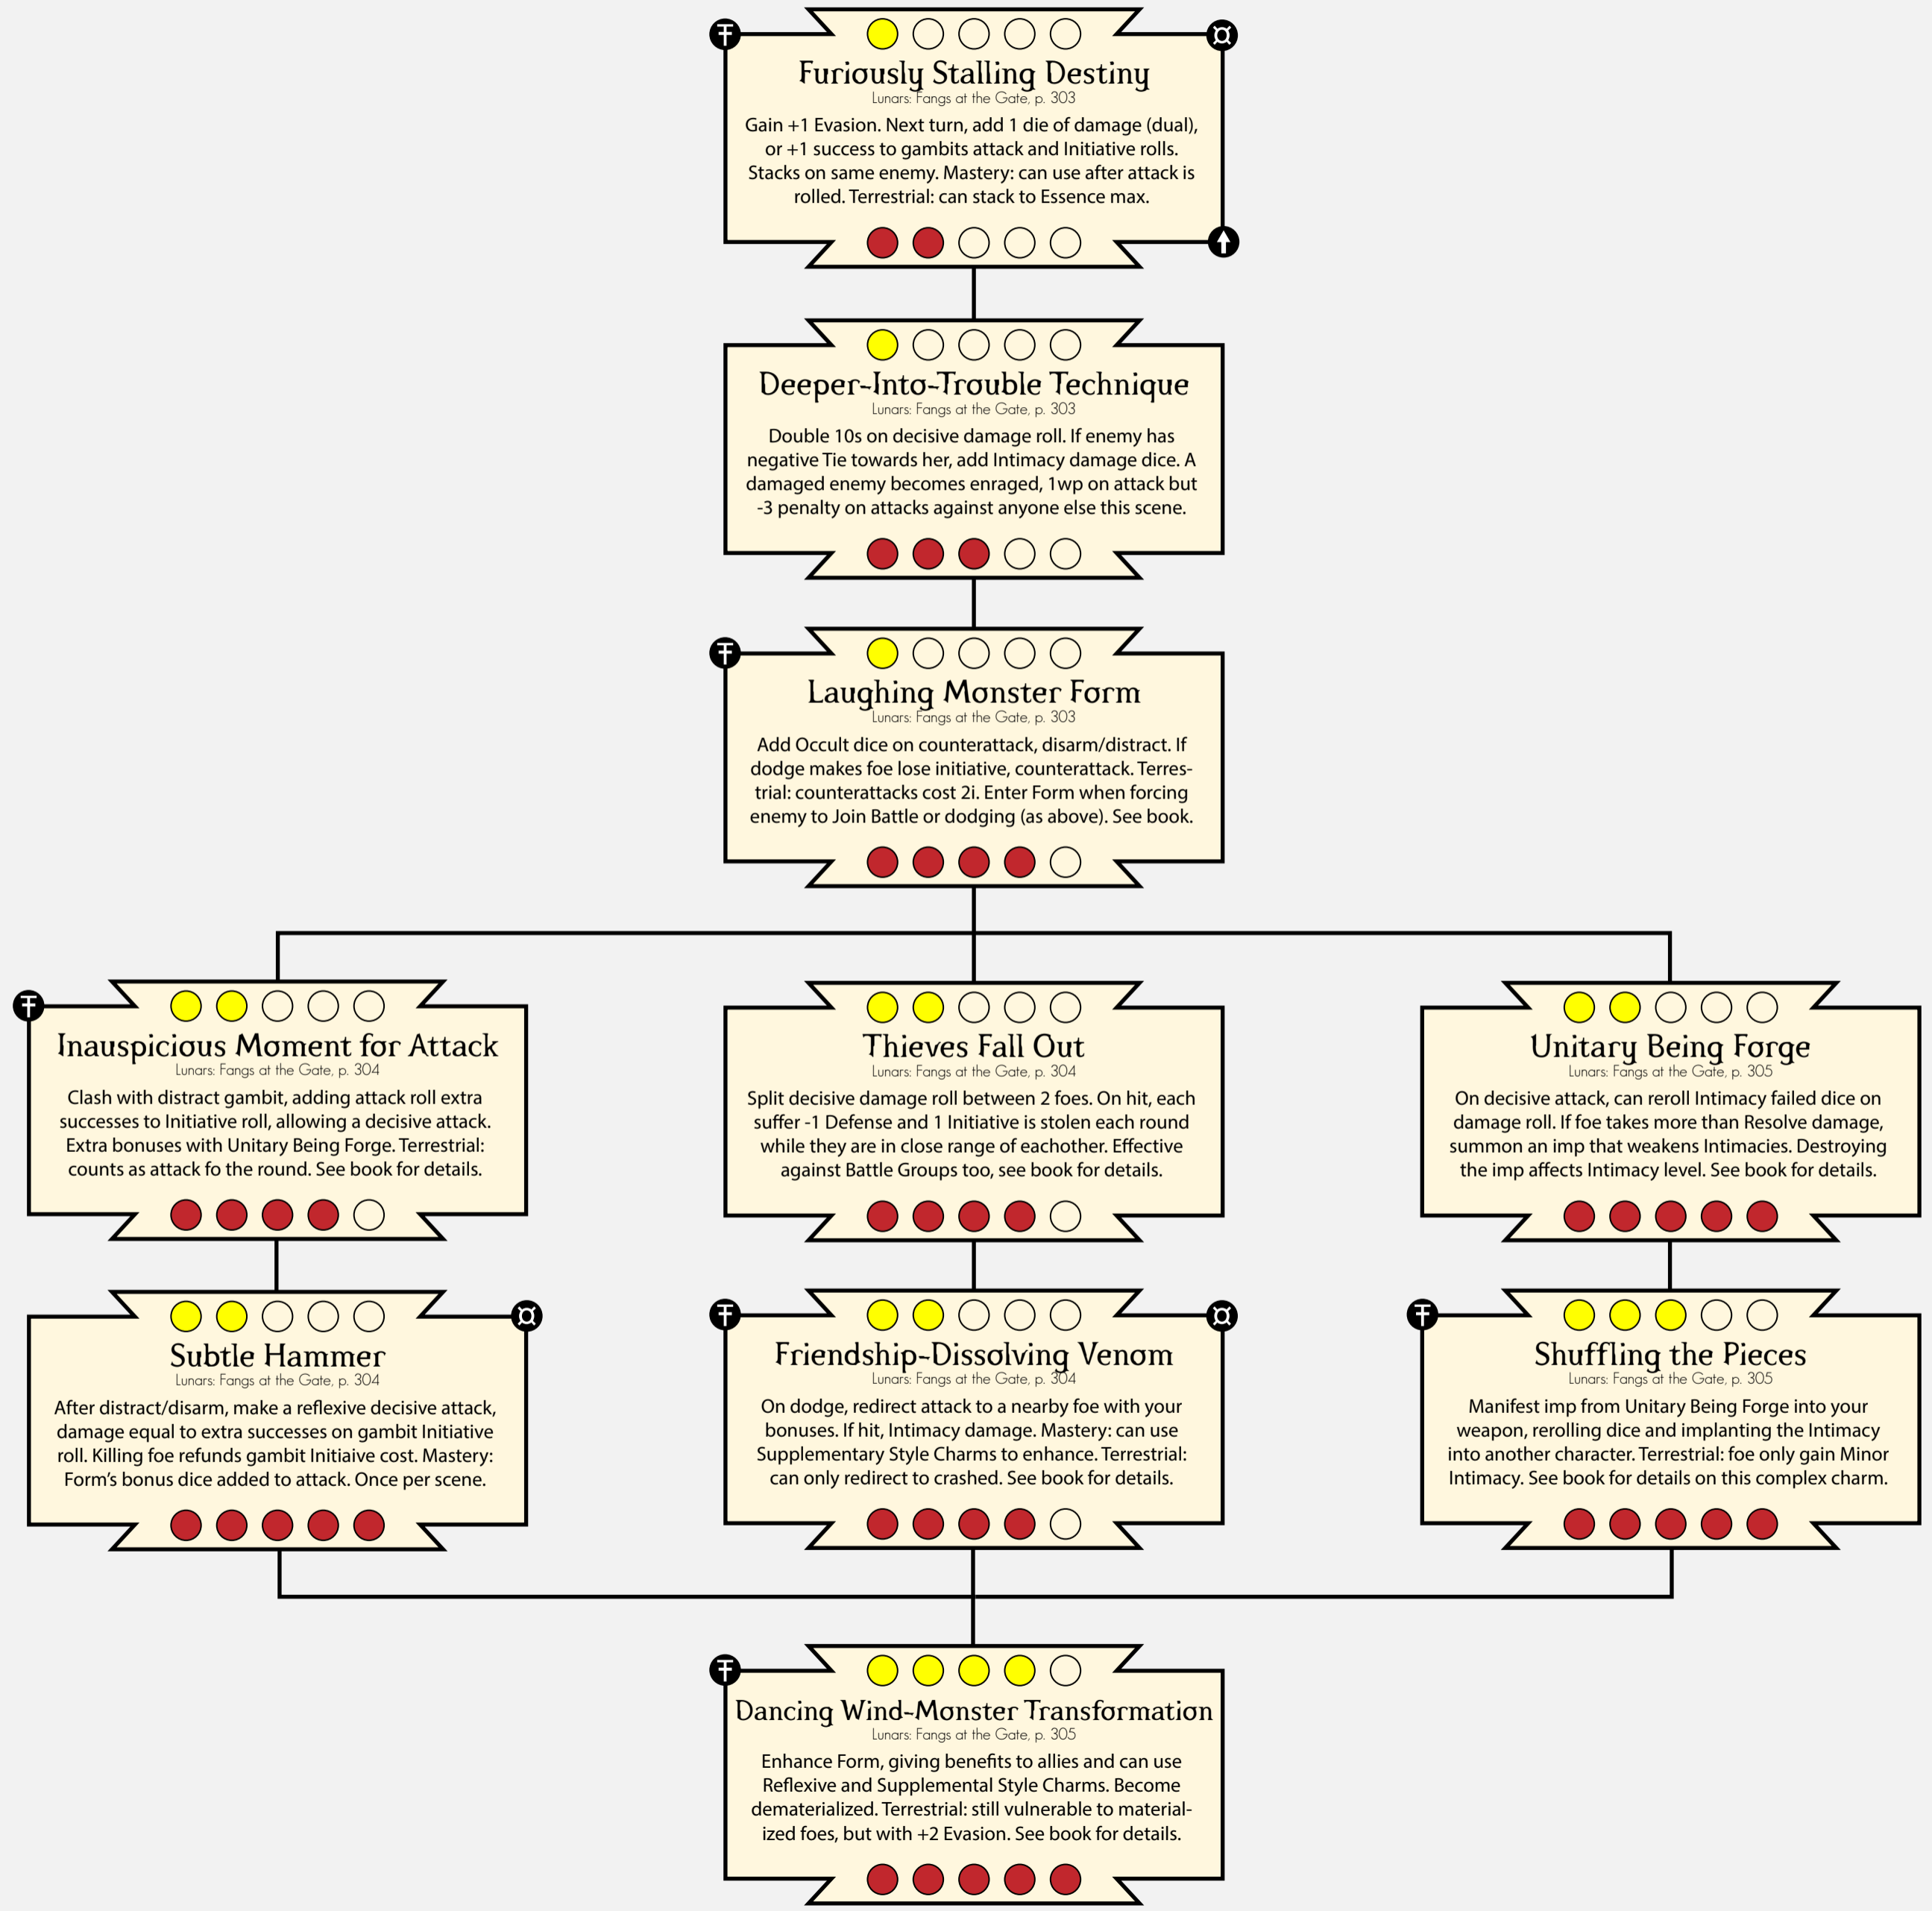 Furiously Stalling Destiny
Lunars: Fangs at the Gate, p. 303
Gain +1 Evasion. Next turn, add 1 die of damage (dual),
or +1 success to gambits attack and Initiative rolls.
Stacks on same enemy. Mastery: can use after attack is
rolled. Terrestrial: can stack to Essence max.
Deeper-Into-Trouble Technique
Lunars: Fangs at the Gate, p. 303
Double 10s on decisive damage roll. If enemy has
negative Tie towards her, add Intimacy damage dice. A
damaged enemy becomes enraged, 1wp on attack but
-3 penalty on attacks against anyone else this scene.
Laughing Monster Form
Lunars: Fangs at the Gate, p. 303
Add Occult dice on counterattack, disarm/distract. If
dodge makes foe lose initiative, counterattack. Terres-
trial: counterattacks cost 2i. Enter Form when forcing
enemy to Join Battle or dodging (as above). See book.
Inauspicious Moment for Attack
Lunars: Fangs at the Gate, p. 304
Clash with distract gambit, adding attack roll extra
successes to Initiative roll, allowing a decisive attack.
Extra bonuses with Unitary Being Forge. Terrestrial:
counts as attack fo the round. See book for details.
Thieves Fall Out
Lunars: Fangs at the Gate, p. 304
Split decisive damage roll between 2 foes. On hit, each
suffer -1 Defense and 1 Initiative is stolen each round
while they are in close range of eachother. Effective
against Battle Groups too, see book for details.
Unitary Being Forge
Lunars: Fangs at the Gate, p. 305
On decisive attack, can reroll Intimacy failed dice on
damage roll. If foe takes more than Resolve damage,
summon an imp that weakens Intimacies. Destroying
the imp affects Intimacy level. See book for details.
Subtle Hammer
Lunars: Fangs at the Gate, p. 304
After distract/disarm, make a reflexive decisive attack,
damage equal to extra successes on gambit Initiative
roll. Killing foe refunds gambit Initiaive cost. Mastery:
Form's bonus dice added to attack. Once per scene.
Friendship-Dissolving Venom
Lunars: Fangs at the Gate, p. 304
On dodge, redirect attack to a nearby foe with your
bonuses. If hit, Intimacy damage. Mastery: can use
Supplementary Style Charms to enhance. Terrestrial:
can only redirect to crashed. See book for details.
Shuffling the Pieces
Lunars: Fangs at the Gate, p. 305
Manifest imp from Unitary Being Forge into your
weapon, rerolling dice and implanting the Intimacy
into another character. Terrestrial: foe only gain Minor
Intimacy. See book for details on this complex charm.
Dancing Wind-Monster Transformation
Lunars: Fangs at the Gate, p. 305
Enhance Form, giving benefits to allies and can use
Reflexive and Supplemental Style Charms. Become
dematerialized. Terrestrial: still vulnerable to material-
ized foes, but with +2 Evasion. See book for details.